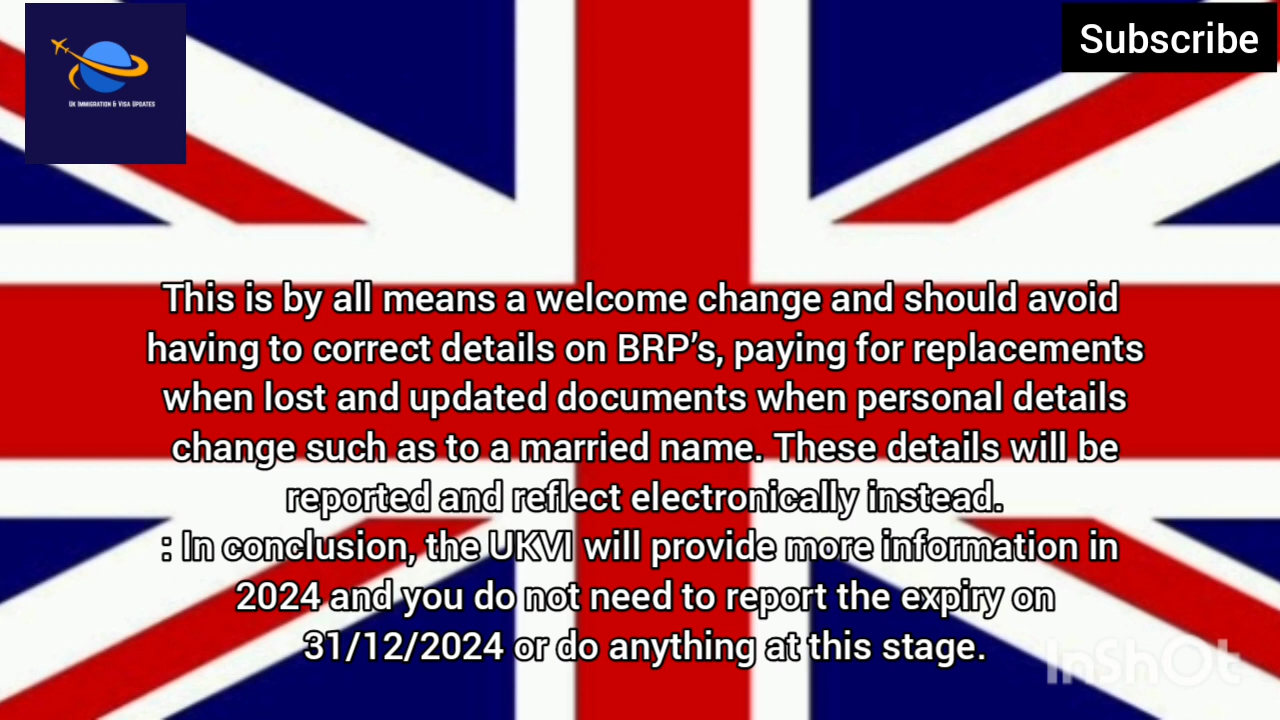 UK Immigration & Visa Updates
Subscribe
This is by all means a welcome change and should avoid
having to correct details on BRP’s, paying for replacements
when lost and updated documents when personal details
change such as to a married name. These details will be
reported and reflect electronically instead.
: In conclusion, the UKVI will provide more information in
2024 and you do not need to report the expiry on
31/12/2024 or do anything at this stage.
InShOt